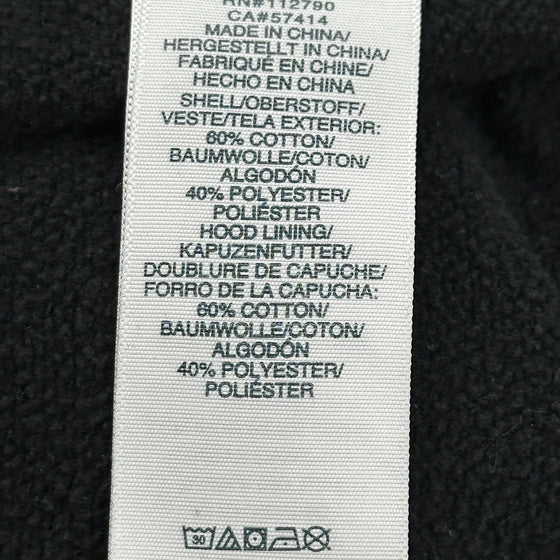 RN#112790
CA#57414
MADE IN CHINA/
HERGESTELLT IN CHINA/
FABRIQUÉ EN CHINE/
HECHO EN CHINA
SHELL/OBERSTOFF/
VESTE/TELA EXTERIOR:
60% COTTON/
BAUMWOLLE/COTON/
ALGODÓN
40% POLYESTER/
POLIÉSTER
HOOD LINING/
KAPUZENFUTTER/
DOUBLURE DE CAPUCHE/
FORRO DE LA CAPUCHA:
60% COTTON/
BAUMWOLLE/COTON/
ALGODÓN
40% POLYESTER/
POLIÉSTER
30